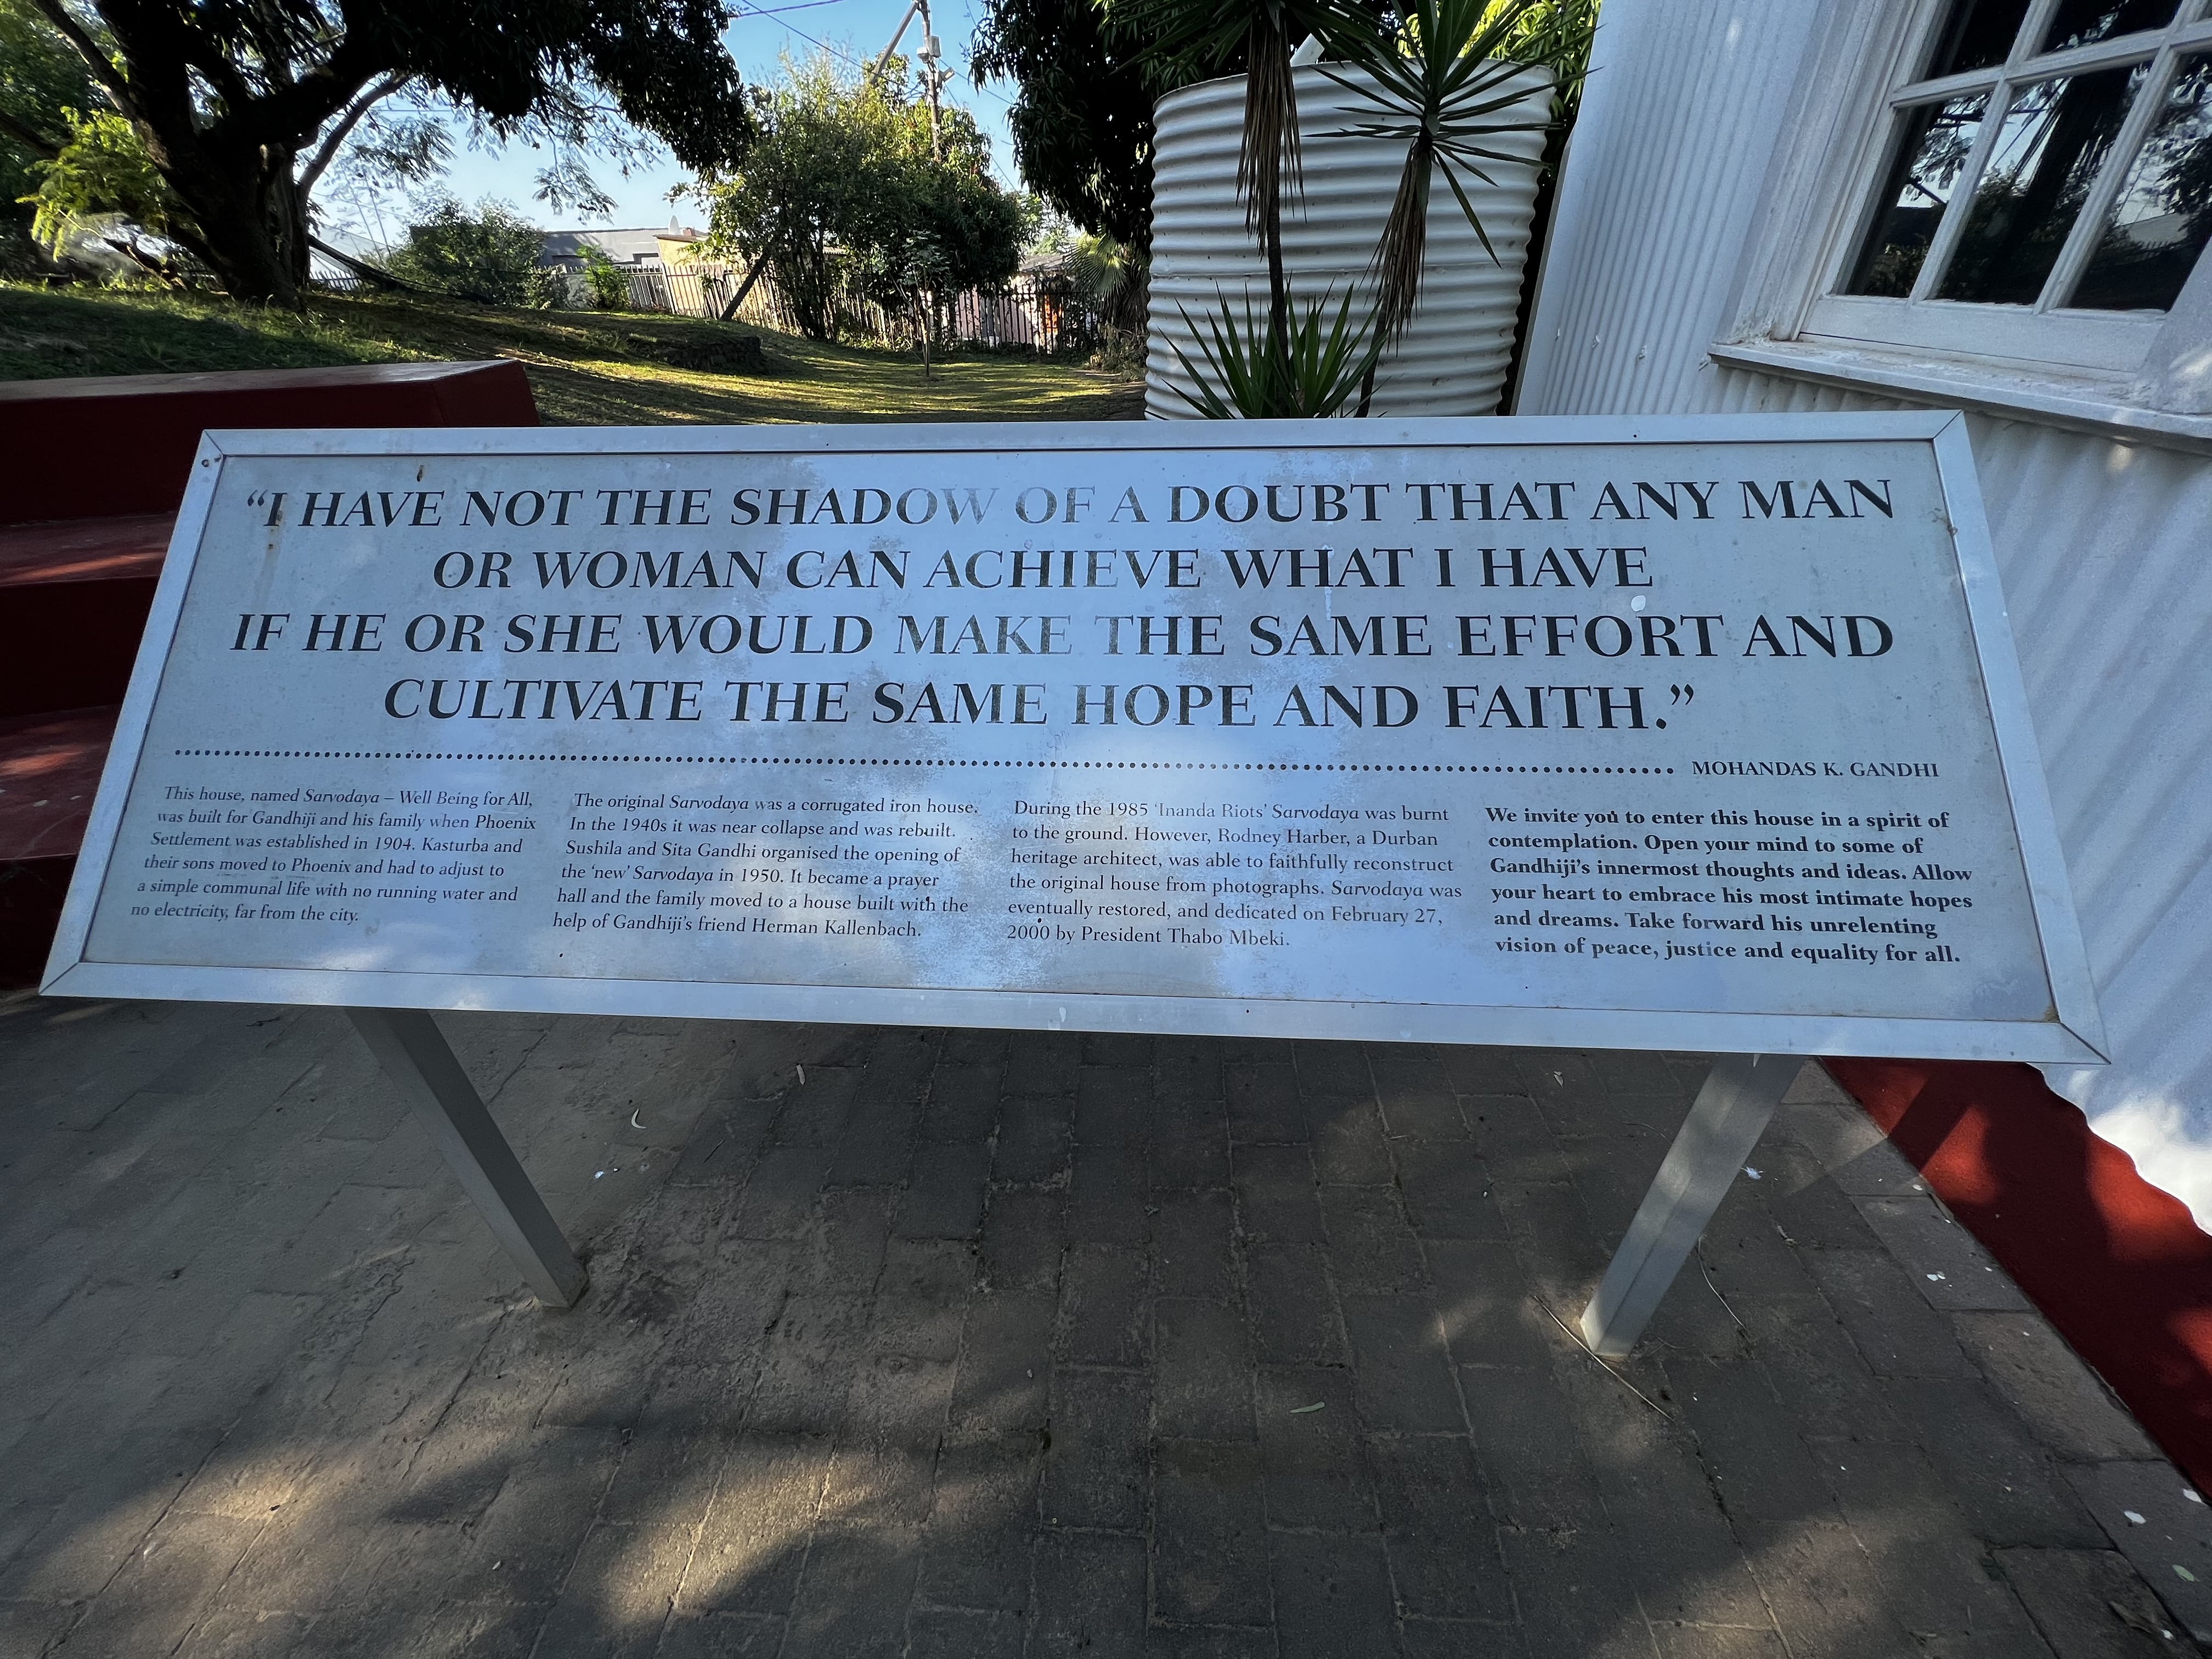 “I HAVE NOT THE SHADOW OF A DOUBT THAT ANY MAN
OR WOMAN CAN ACHIEVE WHAT I HAVE
IF HE OR SHE WOULD MAKE THE SAME EFFORT AND
CULTIVATE THE SAME HOPE AND FAITH.”
MOHANDAS K. GANDHI
This house, named Sarvodaya – Well Being for All,
was built for Gandhiji and his family when Phoenix
Settlement was established in 1904. Kasturba and
their sons moved to Phoenix and had to adjust to
a simple communal life with no running water and
no electricity, far from the city.
The original Sarvodaya was a corrugated iron house.
In the 1940s it was near collapse and was rebuilt.
Sushila and Sita Gandhi organised the opening of
the ‘new’ Sarvodaya in 1950. It became a prayer
hall and the family moved to a house built with the
help of Gandhiji’s friend Herman Kallenbach.
During the 1985 ‘Inanda Riots’ Sarvodaya was burnt
to the ground. However, Rodney Harber, a Durban
heritage architect, was able to faithfully reconstruct
the original house from photographs. Sarvodaya was
eventually restored, and dedicated on February 27,
2000 by President Thabo Mbeki.
We invite you to enter this house in a spirit of
contemplation. Open your mind to some of
Gandhiji’s innermost thoughts and ideas. Allow
your heart to embrace his most intimate hopes
and dreams. Take forward his unrelenting
vision of peace, justice and equality for all.